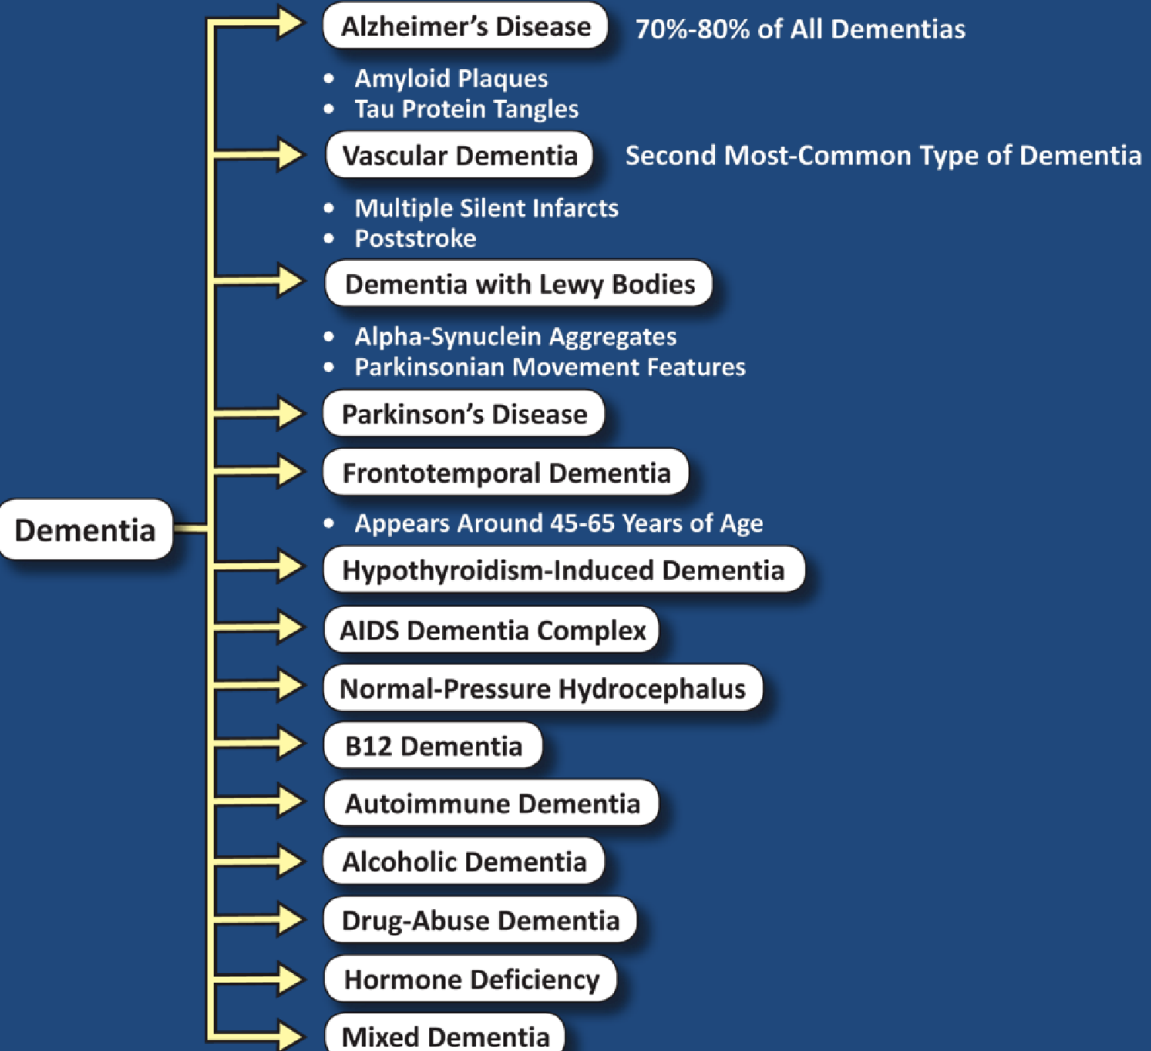 Alzheimer's Disease 70%-80% of All Dementias
• Amyloid Plaques
• Tau Protein Tangles
Vascular Dementia Second Most-Common Type of Dementia
• Multiple Silent Infarcts
• Poststroke
Dementia with Lewy Bodies
• Alpha-Synuclein Aggregates
• Parkinsonian Movement Features
Parkinson's Disease
Frontotemporal Dementia
• Appears Around 45-65 Years of Age
Dementia
Hypothyroidism-Induced Dementia
AIDS Dementia Complex
Normal-Pressure Hydrocephalus
B12 Dementia
Autoimmune Dementia
Alcoholic Dementia
Drug-Abuse Dementia
Hormone Deficiency
Mixed Dementia